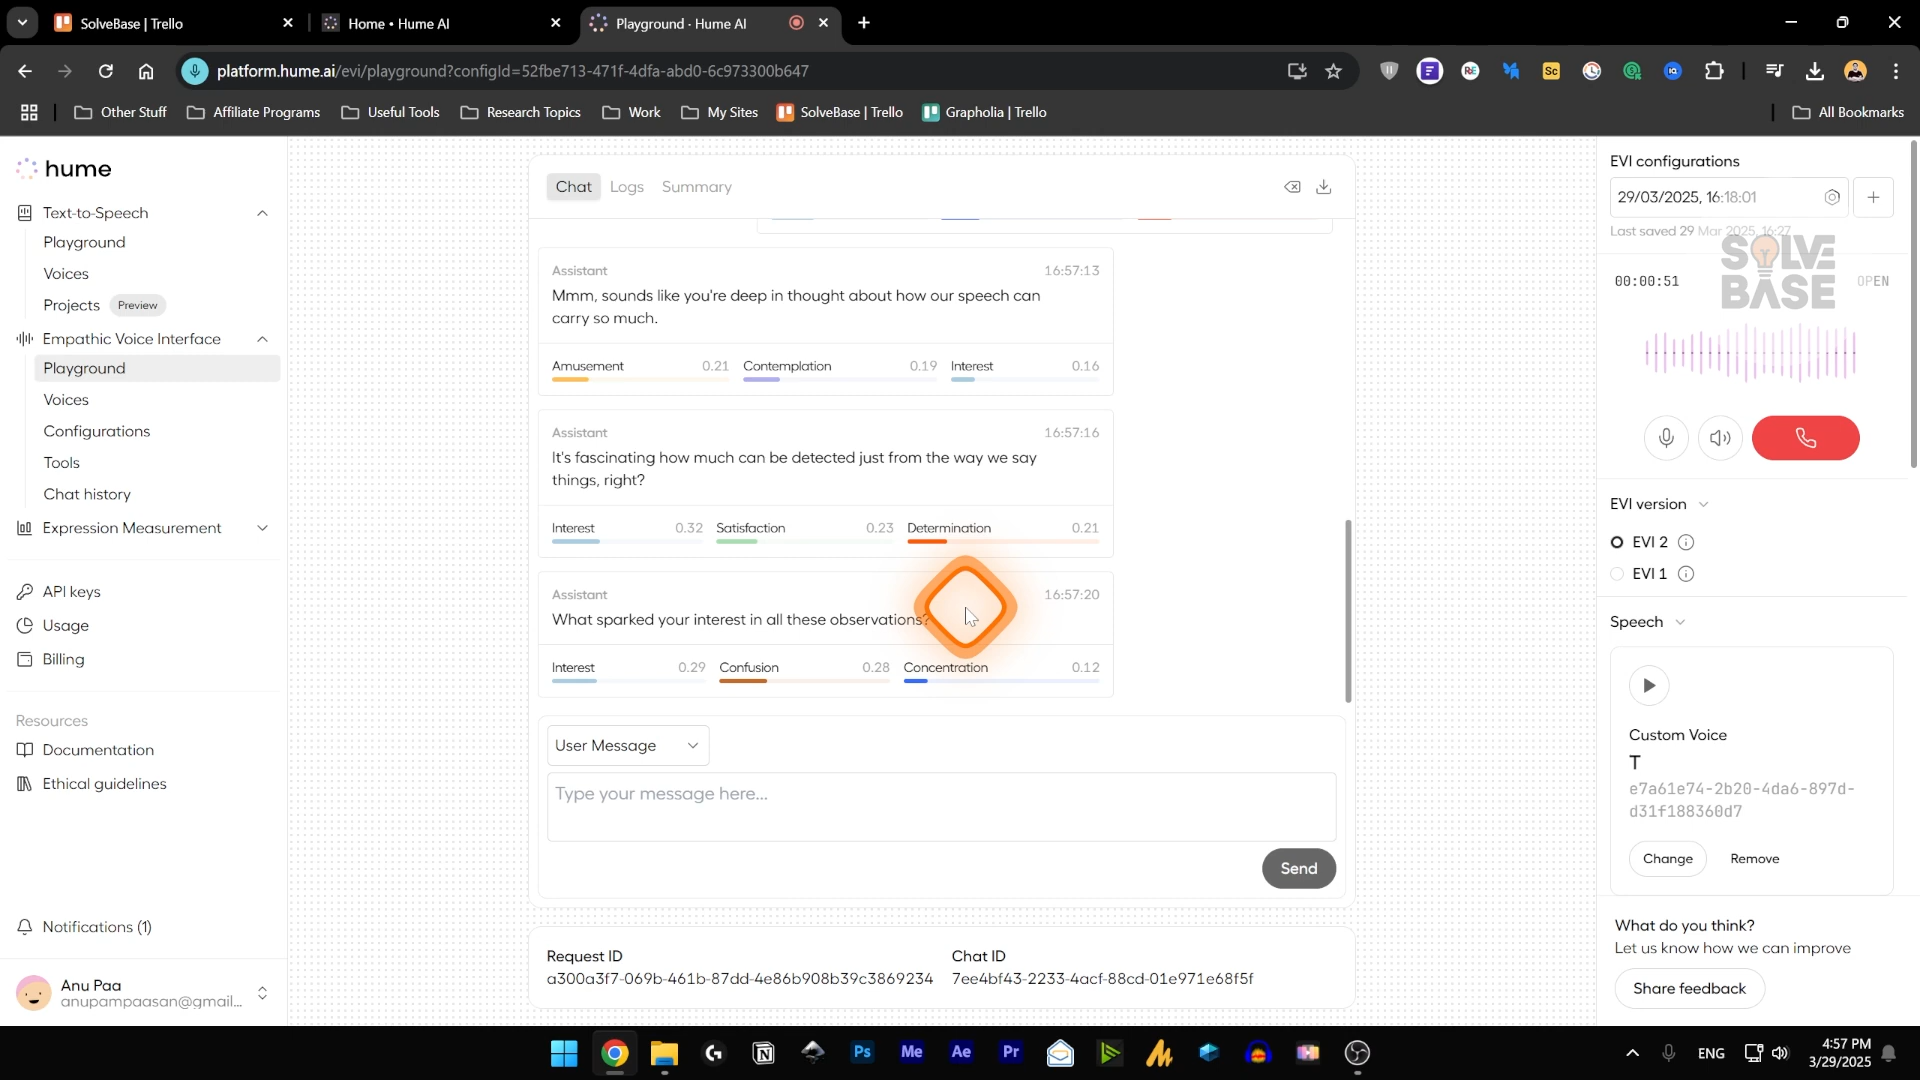 SolveBase | Trello
Home • Hume AI
Playground - Hume AI
platform.hume.ai/evi/playground?configId=52fbe713-471f-4dfa-abd0-6c973300b647
Other Stuff
Affiliate Programs
Useful Tools
Research Topics
Work
My Sites
SolveBase | Trello
Grapholia | Trello
All Bookmarks
hume
Text-to-Speech
Playground
Voices
Projects Preview
Empathic Voice Interface
Playground
Voices
Configurations
Tools
Chat history
Expression Measurement
API keys
Usage
Billing
Resources
Documentation
Ethical guidelines
Notifications (1)
Anu Paa
anupampaasan@gmail...
Chat Logs Summary
Assistant 16:57:13
Mmm, sounds like you're deep in thought about how our speech can
carry so much.
Amusement 0.21 Contemplation 0.19 Interest 0.16
Assistant 16:57:16
It's fascinating how much can be detected just from the way we say
things, right?
Interest 0.32 Satisfaction 0.23 Determination 0.21
Assistant 16:57:20
What sparked your interest in all these observations?
Interest 0.29 Confusion 0.28 Concentration 0.12
User Message
Type your message here...
Send
Request ID
a300a3f7-069b-461b-87dd-4e86b908b39c3869234
Chat ID
7ee4bf43-2233-4acf-88cd-01e971e68f5f
EVI configurations
29/03/2025, 16:18:01
Last saved 29 Mar 2025, 16:27
SOLVE
BASE
00:00:51
OPEN
EVI version
EVI 2
EVI 1
Speech
Custom Voice
T
e7a61e74-2b20-4da6-897d-
d31f188360d7
Change Remove
What do you think?
Let us know how we can improve
Share feedback
Ps
Me
Ae
Pr
ENG
4:57 PM
3/29/2025